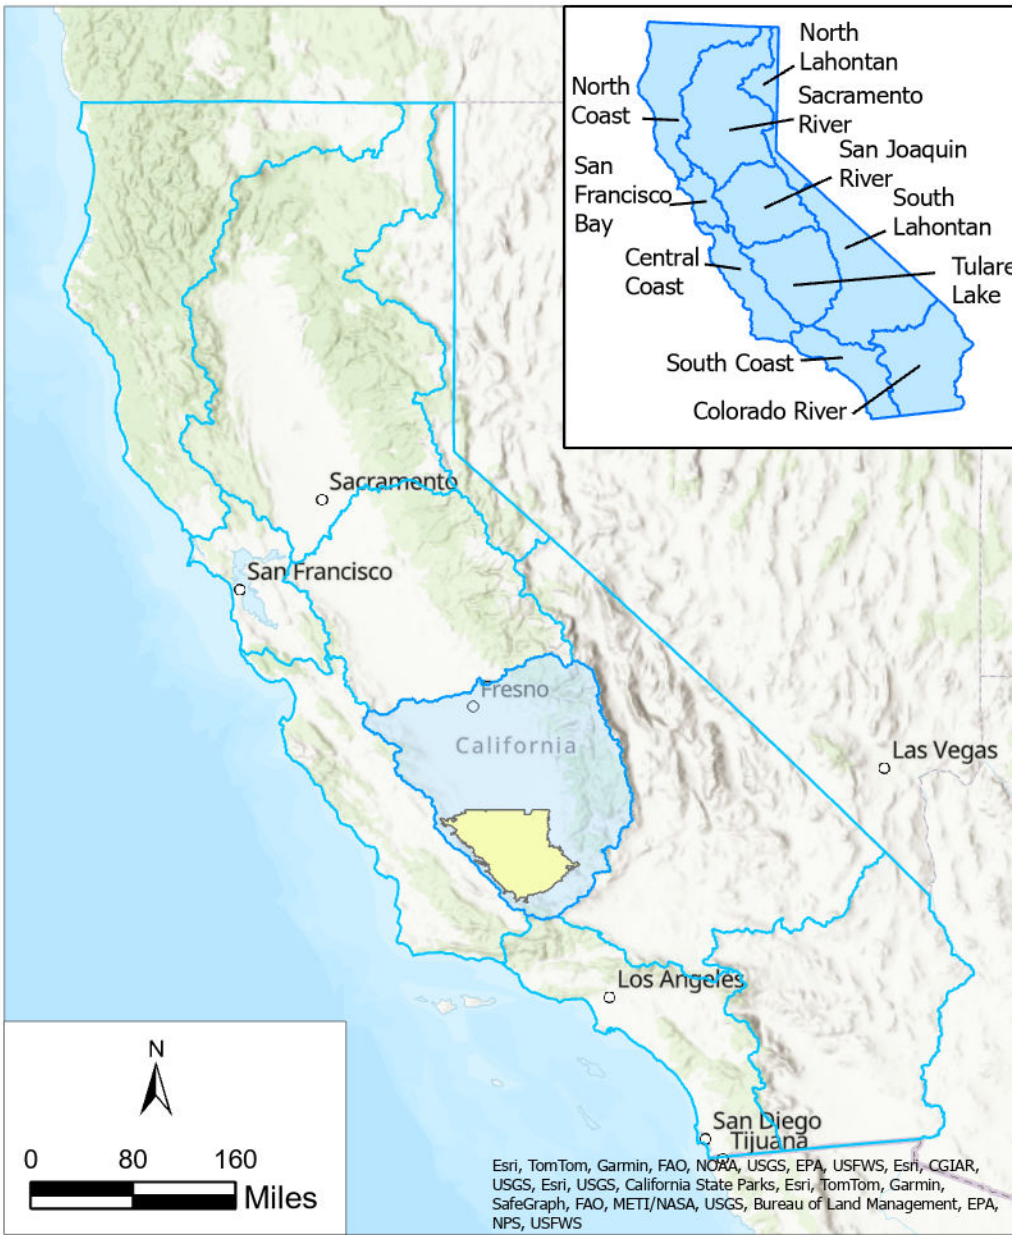 North
Lahontan
North
Coast
Sacramento
River
San Joaquin
River
San
Francisco
Bay
South
Lahontan
Central
Coast
Tulare
Lake
South Coast
Colorado River
Sacramento
San Francisco
Fresno
California
Las Vegas
Los Angeles
San Diego
Tijuana
N
0 80 160
Miles
Esri, TomTom, Garmin, FAO, NOAA, USGS, EPA, USFWS, Esri, CGIAR,
USGS, Esri, USGS, California State Parks, Esri, TomTom, Garmin,
SafeGraph, FAO, METI/NASA, USGS, Bureau of Land Management, EPA,
NPS, USFWS